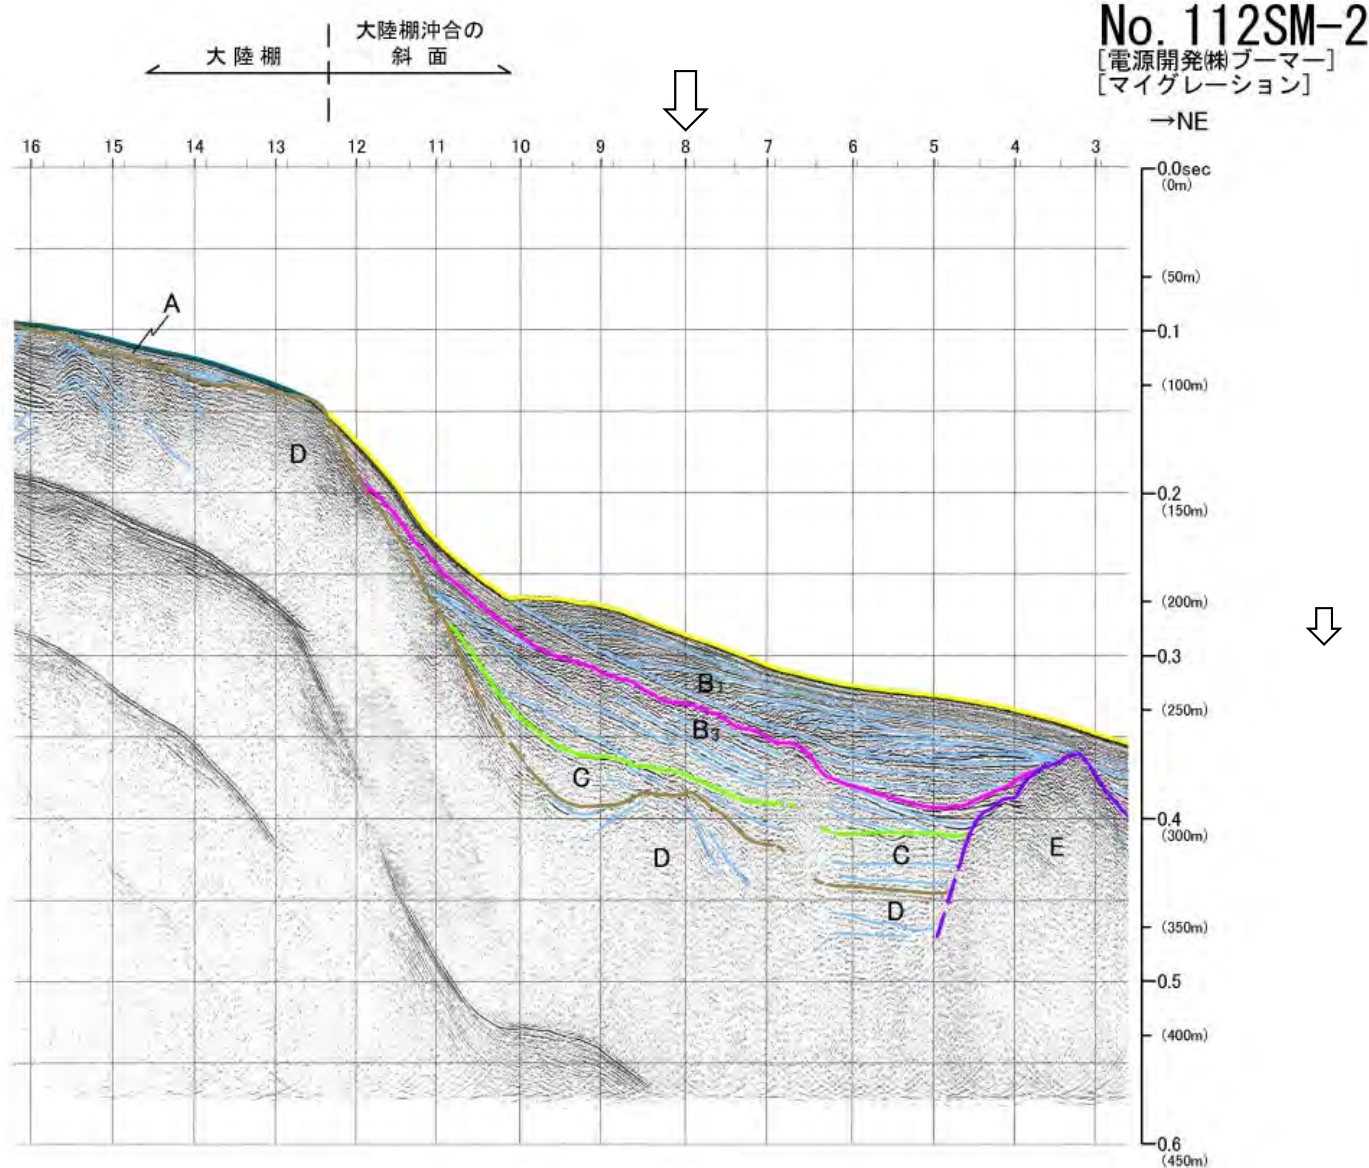 No. 112SM-2
[電源開発㈱ブーマー]
[マイグレーション]
→NE
大陸棚
大陸棚沖合の
斜面
16 15 14 13 12 11 10 9 8 7 6 5 4 3
0.0sec
(0m)
(50m)
0.1
(100m)
0.2
(150m)
(200m)
0.3
(250m)
0.4
(300m)
(350m)
0.5
(400m)
0.6
(450m)
A
D
B1
B3
C
D
C
D
E